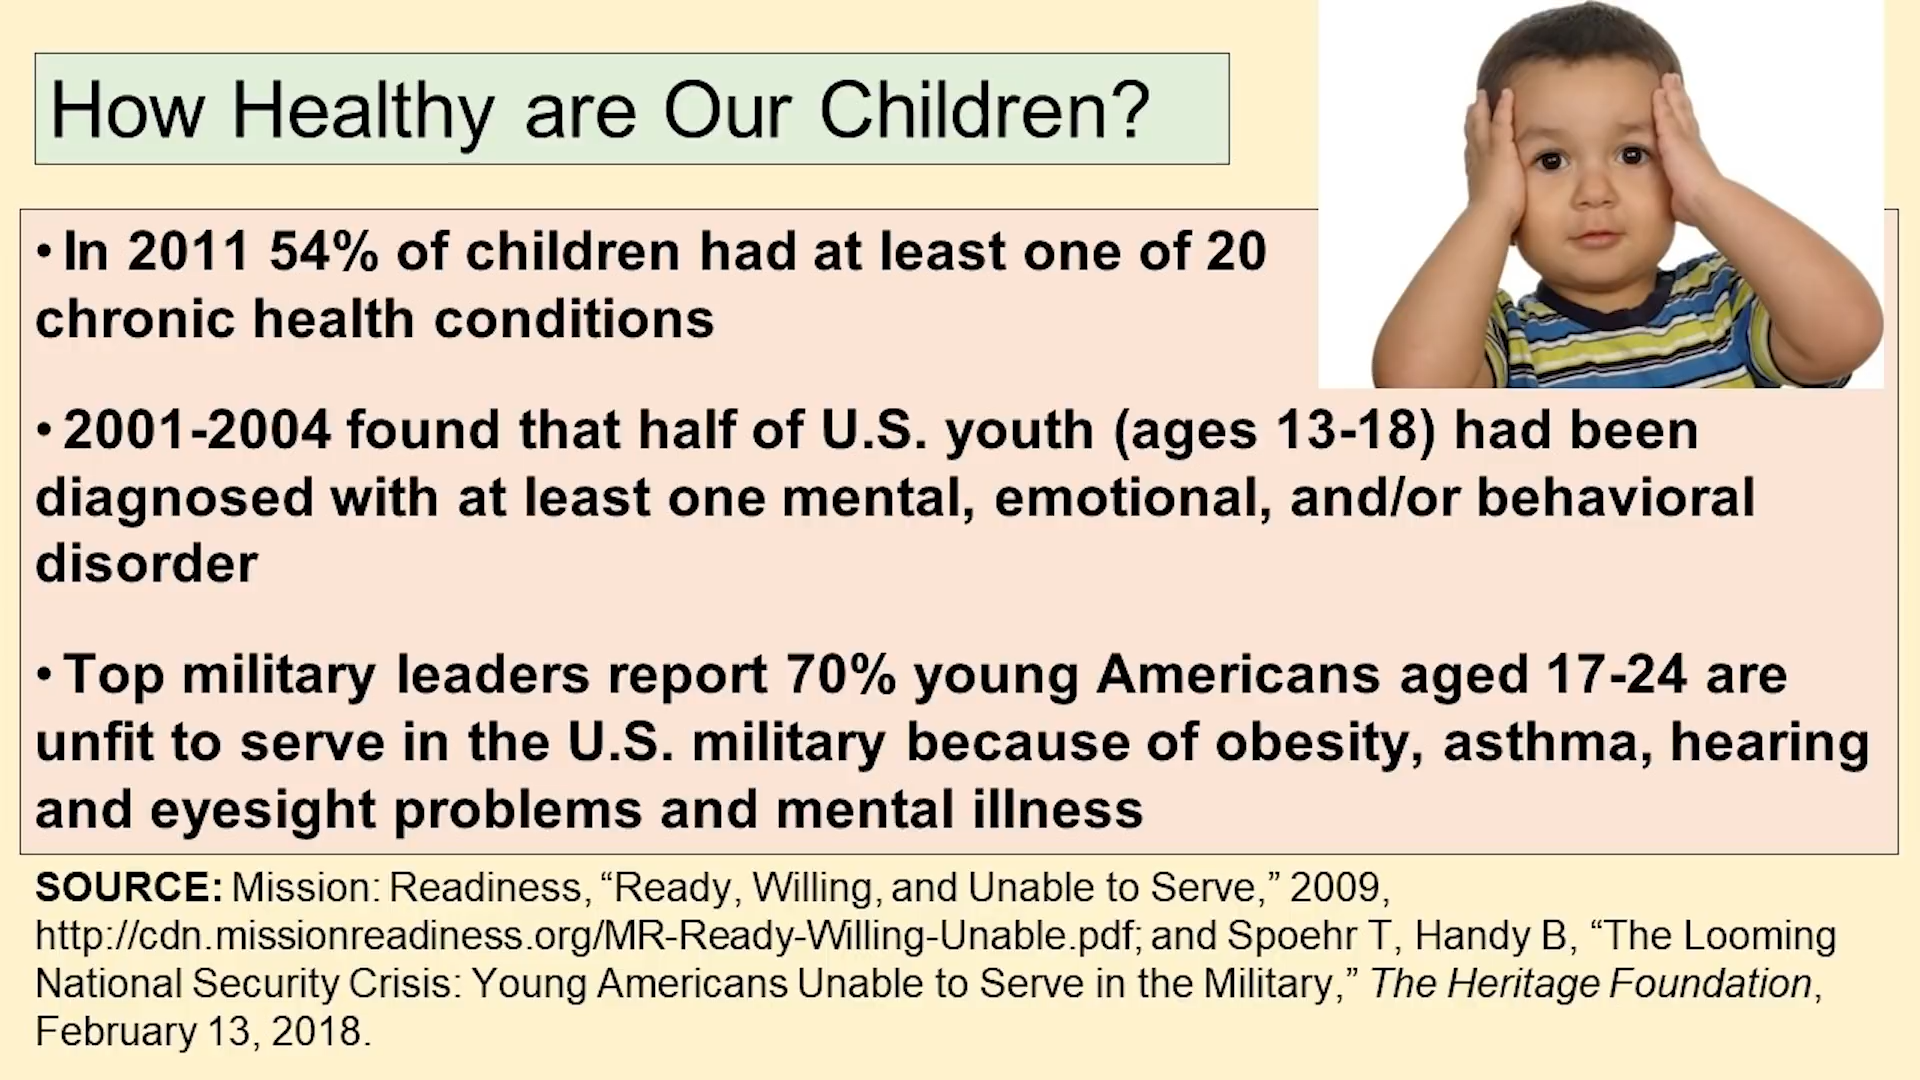 How Healthy are Our Children?
• In 2011 54% of children had at least one of 20
chronic health conditions
• 2001-2004 found that half of U.S. youth (ages 13-18) had been
diagnosed with at least one mental, emotional, and/or behavioral
disorder
• Top military leaders report 70% young Americans aged 17-24 are
unfit to serve in the U.S. military because of obesity, asthma, hearing
and eyesight problems and mental illness
SOURCE: Mission: Readiness, “Ready, Willing, and Unable to Serve,” 2009,
http://cdn.missionreadiness.org/MR-Ready-Willing-Unable.pdf; and Spoehr T, Handy B, “The Looming
National Security Crisis: Young Americans Unable to Serve in the Military,” The Heritage Foundation,
February 13, 2018.